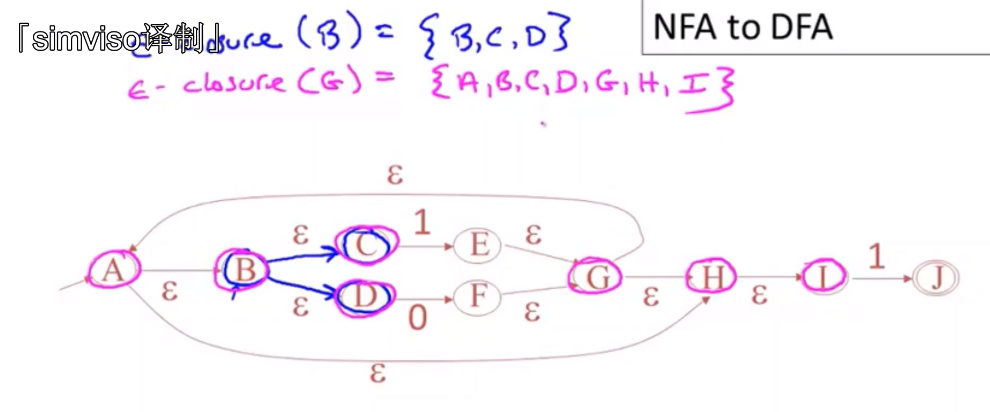 「simviso译制」
closure (B) = { B, C, D }
NFA to DFA
ε - closure (G) = { A, B, C, D, G, H, I }
ε
ε C 1 E ε
A ε B G ε H ε I 1 J
ε D 0 F ε
ε